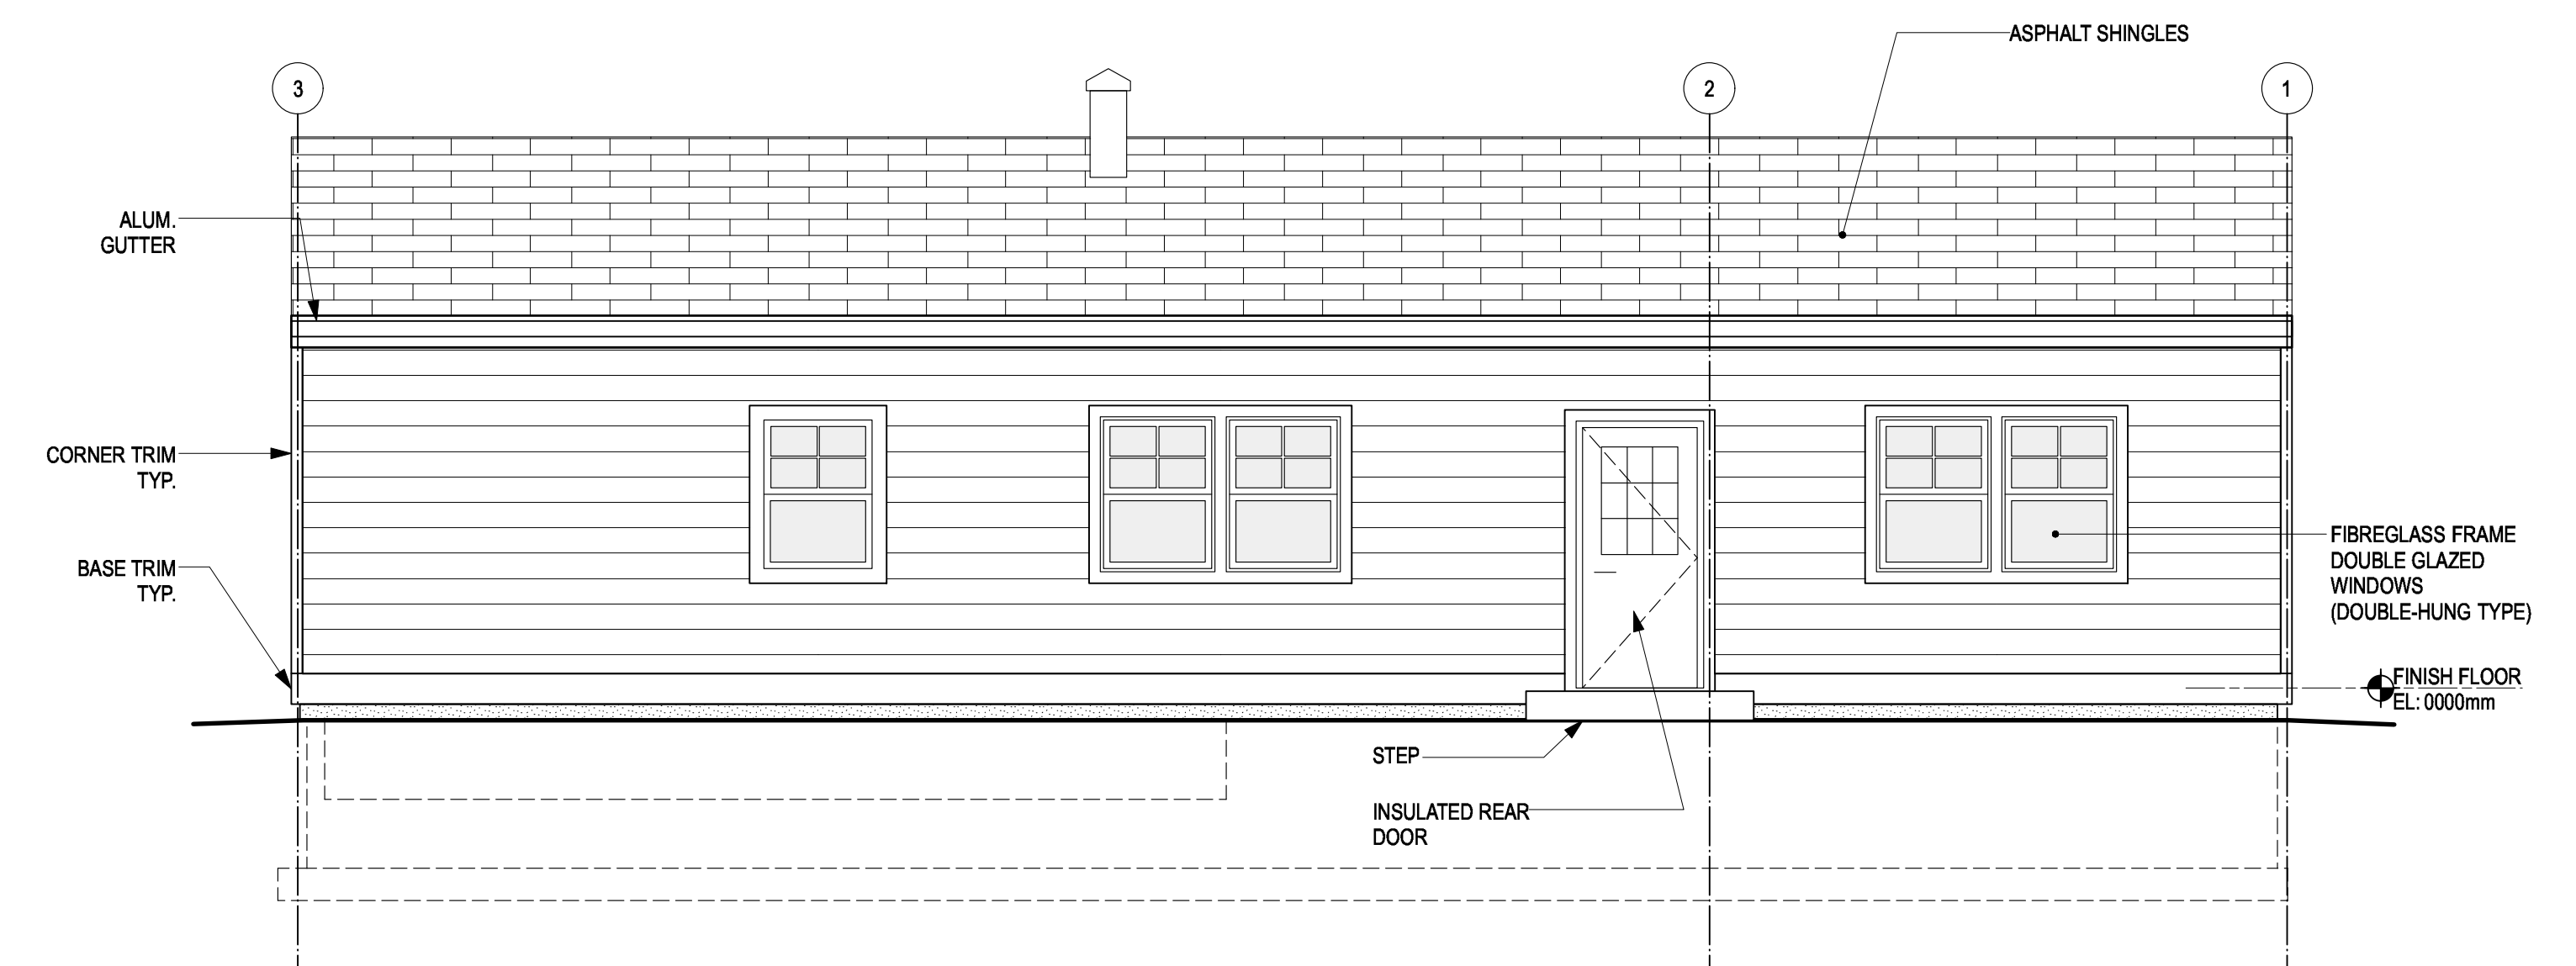 ASPHALT SHINGLES
3
2
1
ALUM.
GUTTER
CORNER TRIM
TYP.
BASE TRIM
TYP.
FIBREGLASS FRAME
DOUBLE GLAZED
WINDOWS
(DOUBLE-HUNG TYPE)
FINISH FLOOR
EL: 0000mm
STEP
INSULATED REAR
DOOR